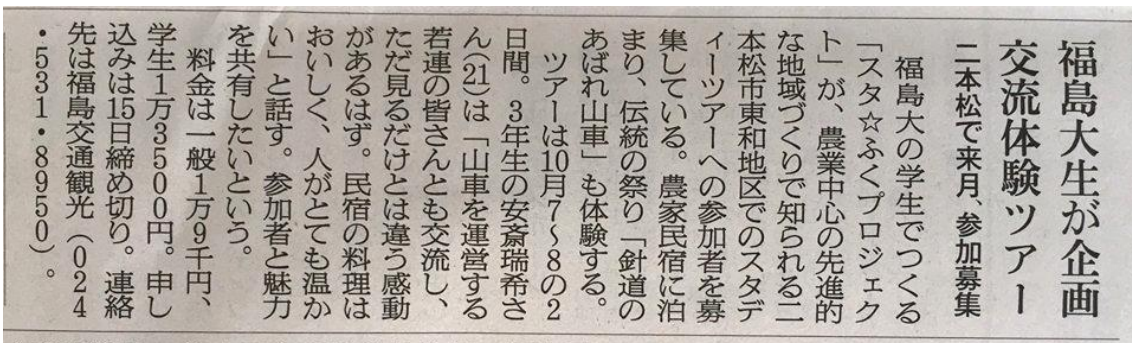 福島大生が企画
交流体験ツアー
二本松で来月、参加募集
福島大の学生でつくる
「スタ☆ふくプロジェク
ト」が、農業中心の先進的
な地域づくりで知られる二
本松市東和地区でのスタデ
ィーツアーへの参加者を募
集している。農家民宿に泊
まり、伝統の祭り「針道の
あばれ山車」も体験する。
ツアーは10月7〜8の2
日間。3年生の安斎瑞希さ
ん(21)は「山車を運営する
若連の皆さんとも交流し、
ただ見るだけとは違う感動
があるはず。民宿の料理は
おいしく、人がとても温か
い」と話す。参加者と魅力
を共有したいという。
料金は一般1万9千円、
学生1万3500円。申し
込みは15日締め切り。連絡
先は福島交通観光(024
・531・8950)。